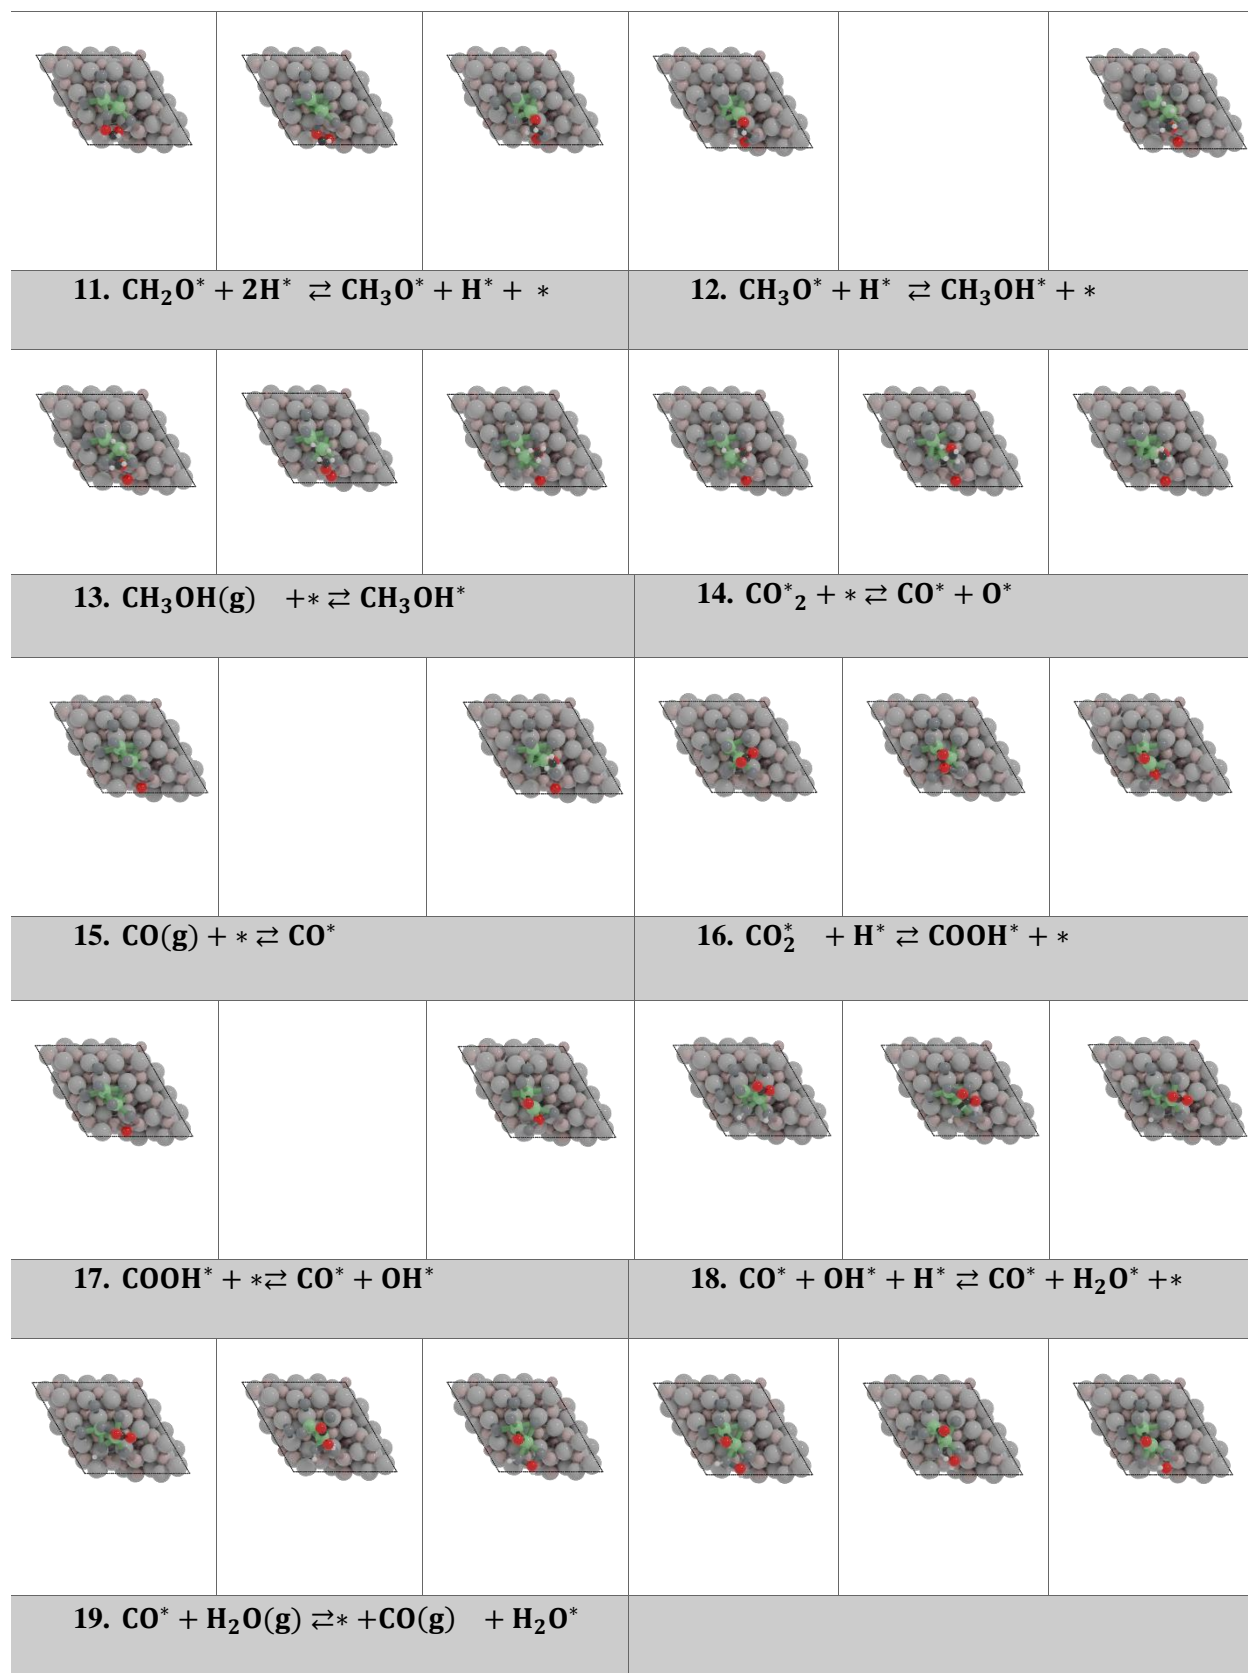 11. CH₂O* + 2H* ⇄ CH₃O* + H* + *
12. CH₃O* + H* ⇄ CH₃OH* + *
13. CH₃OH(g) +* ⇄ CH₃OH*
14. CO*₂ + * ⇄ CO* + O*
15. CO(g) + * ⇄ CO*
16. CO₂* + H* ⇄ COOH* + *
17. COOH* + *⇄ CO* + OH*
18. CO* + OH* + H* ⇄ CO* + H₂O* +*
19. CO* + H₂O(g) ⇄* +CO(g) + H₂O*